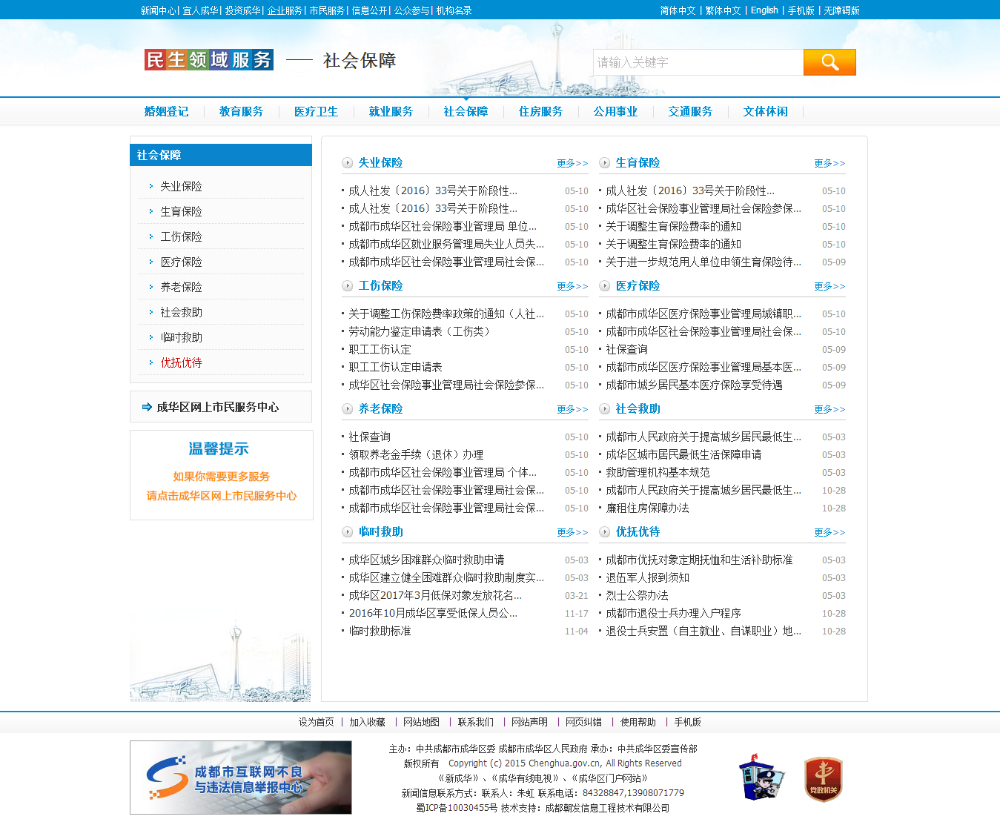 新闻中心| 宜人成华| 投资成华| 企业服务| 市民服务| 信息公开| 公众参与| 机构名录
简体中文 | 繁体中文 | English | 手机版 | 无障碍版
民生领域服务 —— 社会保障
请输入关键字
婚姻登记 教育服务 医疗卫生 就业服务 社会保障 住房服务 公用事业 交通服务 文体休闲
社会保障
失业保险
生育保险
工伤保险
医疗保险
养老保险
社会救助
临时救助
优抚优待
成华区网上市民服务中心
温馨提示
如果你需要更多服务
请点击成华区网上市民服务中心
失业保险 更多>>
成人社发〔2016〕33号关于阶段性... 05-10
成人社发〔2016〕33号关于阶段性... 05-10
成都市成华区社会保险事业管理局 单位... 05-10
成都市成华区就业服务管理局失业人员失... 05-10
成都市成华区社会保险事业管理局社会保... 05-10
生育保险 更多>>
成人社发〔2016〕33号关于阶段性... 05-10
成华区社会保险事业管理局社会保险参保... 05-10
关于调整生育保险费率的通知 05-10
关于调整生育保险费率的通知 05-10
关于进一步规范用人单位申领生育保险待... 05-09
工伤保险 更多>>
关于调整工伤保险费率政策的通知（人社... 05-10
劳动能力鉴定申请表（工伤类） 05-10
职工工伤认定 05-10
职工工伤认定申请表 05-10
成华区社会保险事业管理局社会保险参保... 05-10
医疗保险 更多>>
成都市成华区医疗保险事业管理局城镇职... 05-10
成都市成华区社会保险事业管理局社会保... 05-10
社保查询 05-09
成都市成华区医疗保险事业管理局基本医... 05-09
成都市城乡居民基本医疗保险享受待遇 05-09
养老保险 更多>>
社保查询 05-10
领取养老金手续（退休）办理 05-10
成都市成华区社会保险事业管理局 个体... 05-10
成都市成华区社会保险事业管理局社会保... 05-10
成都市成华区社会保险事业管理局社会保... 05-10
社会救助 更多>>
成都市人民政府关于提高城乡居民最低生... 05-03
成华区城市居民最低生活保障申请 05-03
救助管理机构基本规范 05-03
成都市人民政府关于提高城乡居民最低生... 10-28
廉租住房保障办法 10-28
临时救助 更多>>
成华区城乡困难群众临时救助申请 05-03
成华区建立健全困难群众临时救助制度实... 05-03
成华区2017年3月低保对象发放花名... 03-21
2016年10月成华区享受低保人员公... 11-17
临时救助标准 11-04
优抚优待 更多>>
成都市优抚对象定期抚恤和生活补助标准 05-03
退伍军人报到须知 05-03
烈士公祭办法 05-03
成都市退役士兵办理入户程序 10-28
退役士兵安置（自主就业、自谋职业）地... 10-28
设为首页 | 加入收藏 | 网站地图 | 联系我们 | 网站声明 | 网页纠错 | 使用帮助 | 手机版
成都市互联网不良
与违法信息举报中心
主办：中共成都市成华区委 成都市成华区人民政府 承办：中共成华区委宣传部
版权所有 Copyright (c) 2015 Chenghua.gov.cn, All Rights Reserved
《新成华》、《成华有线电视》、《成华区门户网站》
新闻信息联系方式：联系人：朱虹 联系电话：84328847,13908071779
蜀ICP备10030455号 技术支持：成都朝发信息工程技术有限公司
党政机关